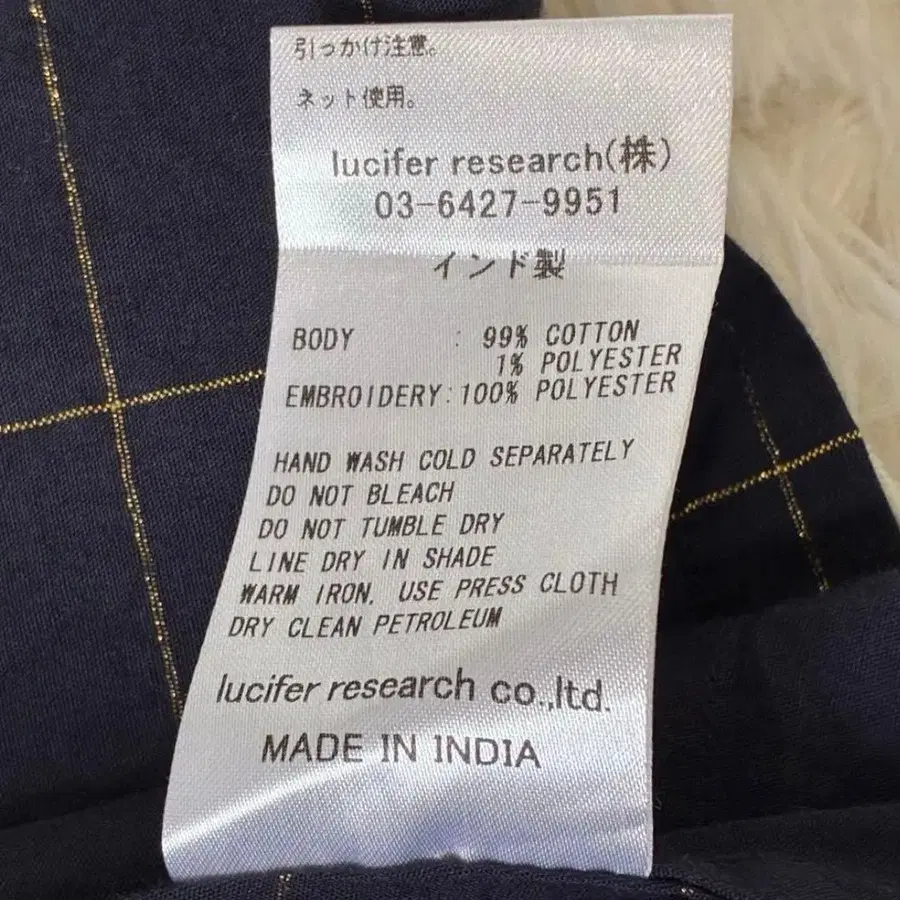 引っかけ注意。
ネット使用。
lucifer research(株)
03-6427-9951
インド製
BODY : 99% COTTON
1% POLYESTER
EMBROIDERY:100% POLYESTER
HAND WASH COLD SEPARATELY
DO NOT BLEACH
DO NOT TUMBLE DRY
LINE DRY IN SHADE
WARM IRON, USE PRESS CLOTH
DRY CLEAN PETROLEUM
lucifer research co.,ltd.
MADE IN INDIA